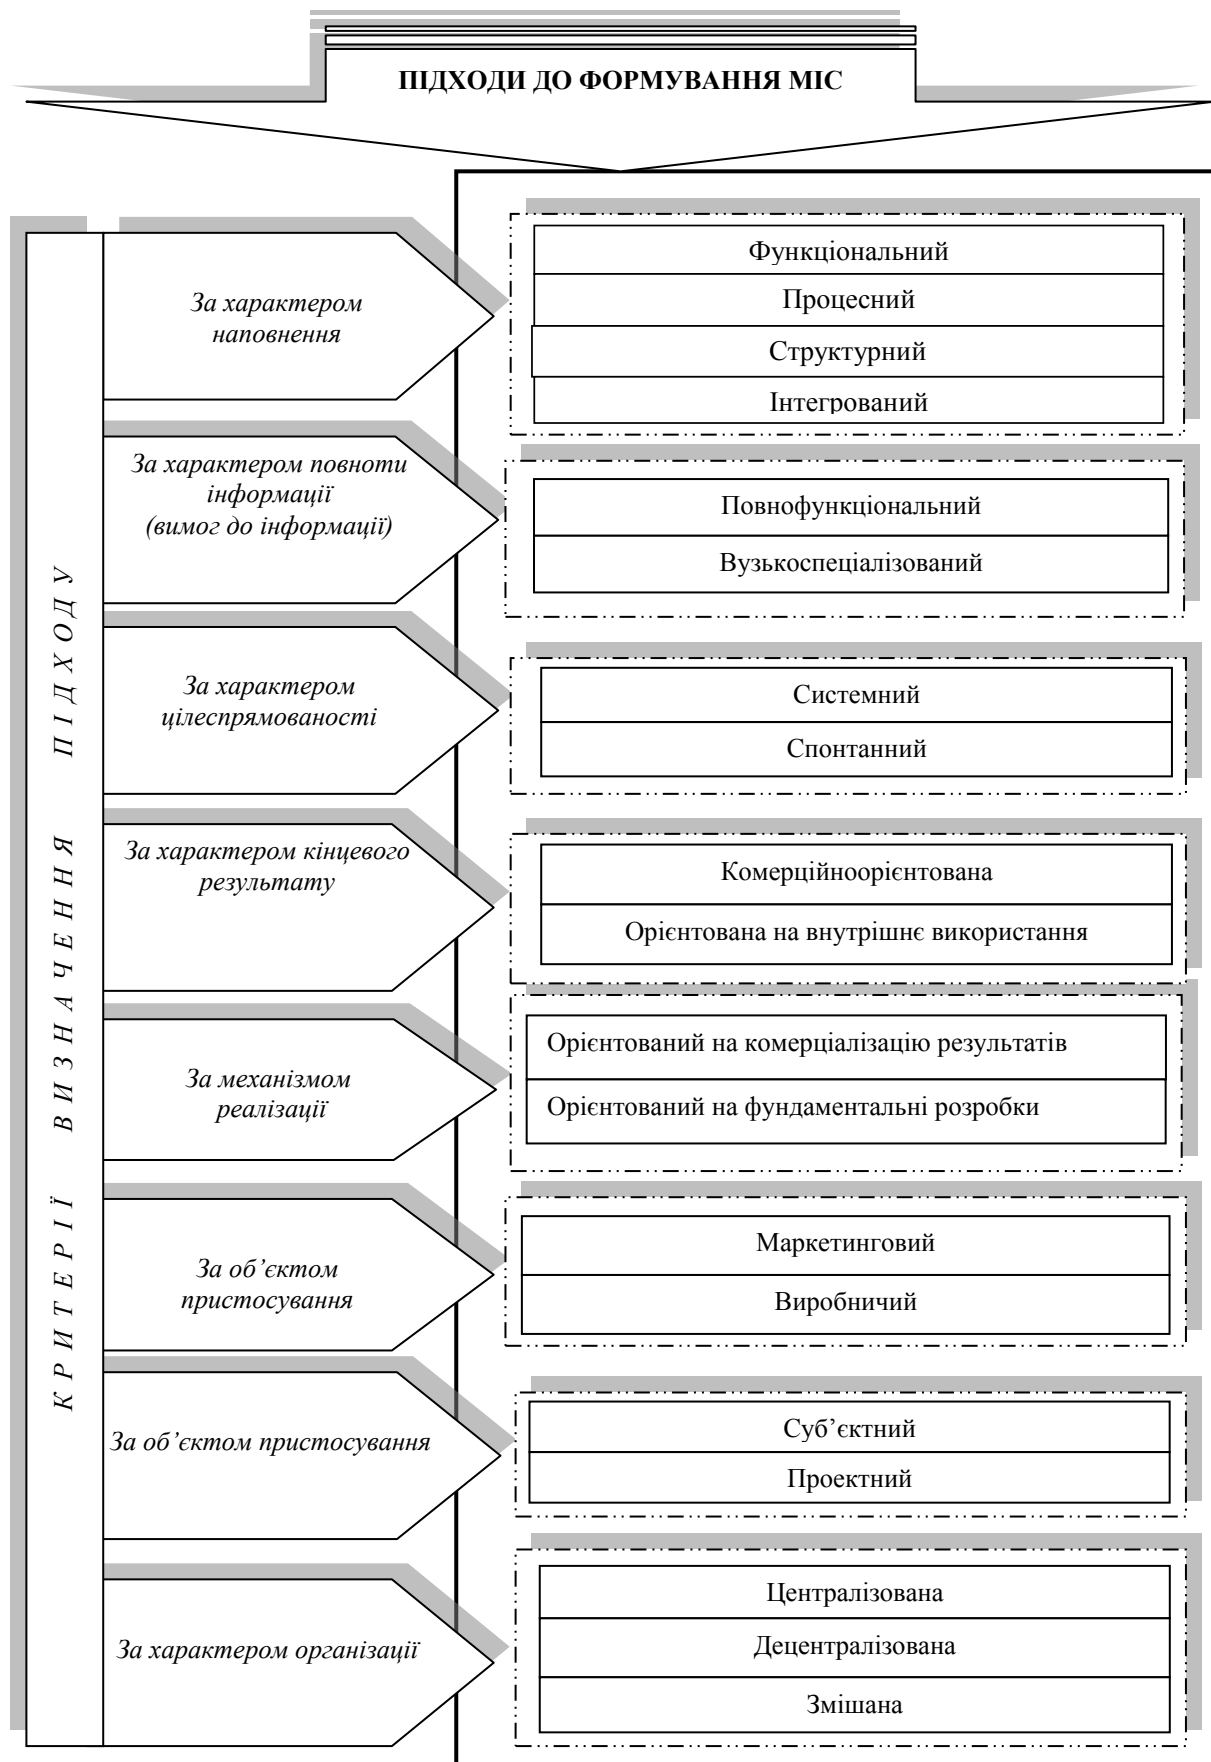 ПІДХОДИ ДО ФОРМУВАННЯ МІС
КРИТЕРІЇ ВИЗНАЧЕННЯ ПІДХОДУ
За характером
наповнення
Функціональний
Процесний
Структурний
Інтегрований
За характером повноти
інформації
(вимог до інформації)
Повнофункціональний
Вузькоспеціалізований
За характером
цілеспрямованості
Системний
Спонтанний
За характером кінцевого
результату
Комерційноорієнтована
Орієнтована на внутрішнє використання
За механізмом
реалізації
Орієнтований на комерціалізацію результатів
Орієнтований на фундаментальні розробки
За об’єктом
пристосування
Маркетинговий
Виробничий
За об’єктом пристосування
Суб’єктний
Проектний
За характером організації
Централізована
Децентралізована
Змішана